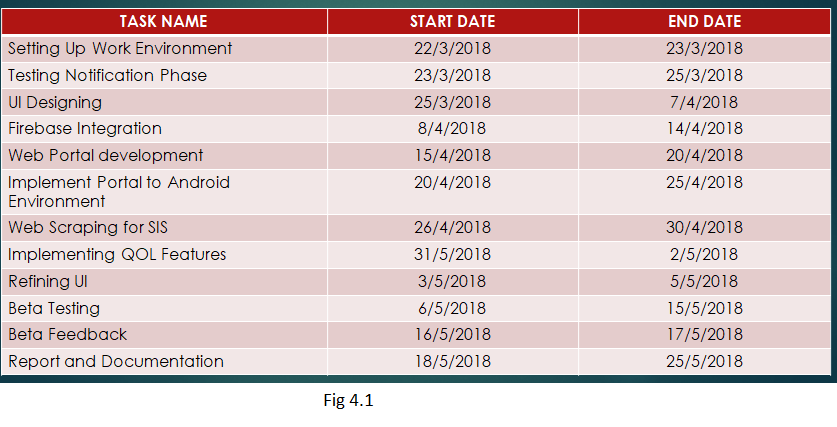 TASK NAME START DATE END DATE
Setting Up Work Environment 22/3/2018 23/3/2018
Testing Notification Phase 23/3/2018 25/3/2018
UI Designing 25/3/2018 7/4/2018
Firebase Integration 8/4/2018 14/4/2018
Web Portal development 15/4/2018 20/4/2018
Implement Portal to Android 20/4/2018 25/4/2018
Environment
Web Scraping for SIS 26/4/2018 30/4/2018
Implementing QOL Features 31/5/2018 2/5/2018
Refining UI 3/5/2018 5/5/2018
Beta Testing 6/5/2018 15/5/2018
Beta Feedback 16/5/2018 17/5/2018
Report and Documentation 18/5/2018 25/5/2018
Fig 4.1